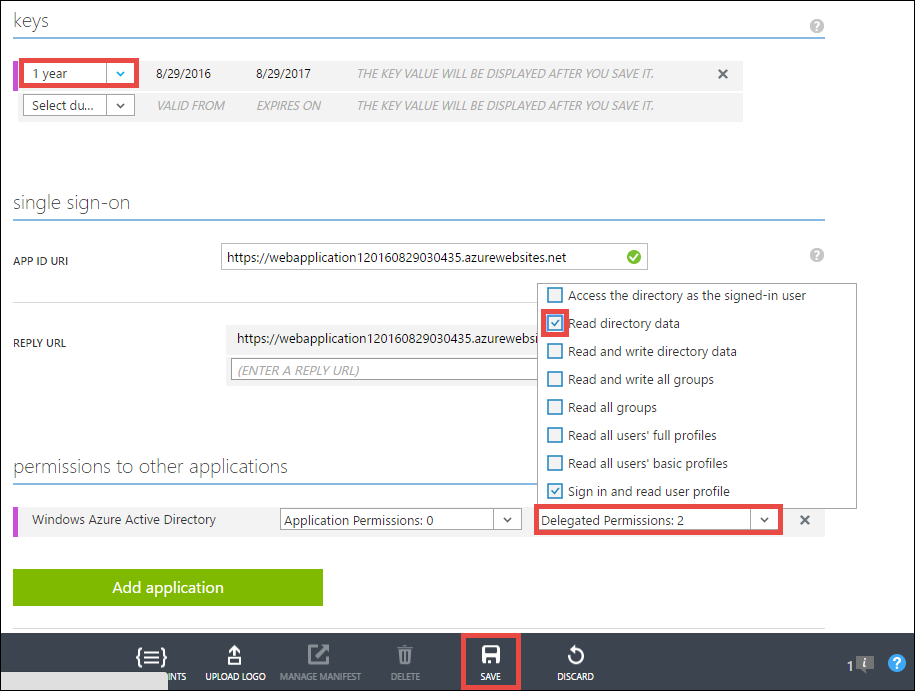 keys
?
1 year 8/29/2016 8/29/2017 THE KEY VALUE WILL BE DISPLAYED AFTER YOU SAVE IT.
Select du... VALID FROM EXPIRES ON THE KEY VALUE WILL BE DISPLAYED AFTER YOU SAVE IT.
single sign-on
APP ID URI https://webapplication120160829030435.azurewebsites.net ?
Access the directory as the signed-in user
Read directory data
REPLY URL https://webapplication120160829030435.azurewebsi
Read and write directory data
(ENTER A REPLY URL)
Read and write all groups
Read all groups
Read all users' full profiles
permissions to other applications Read all users' basic profiles
Sign in and read user profile
Windows Azure Active Directory Application Permissions: 0 Delegated Permissions: 2
Add application
INTS UPLOAD LOGO MANAGE MANIFEST DELETE SAVE DISCARD 1 i ?